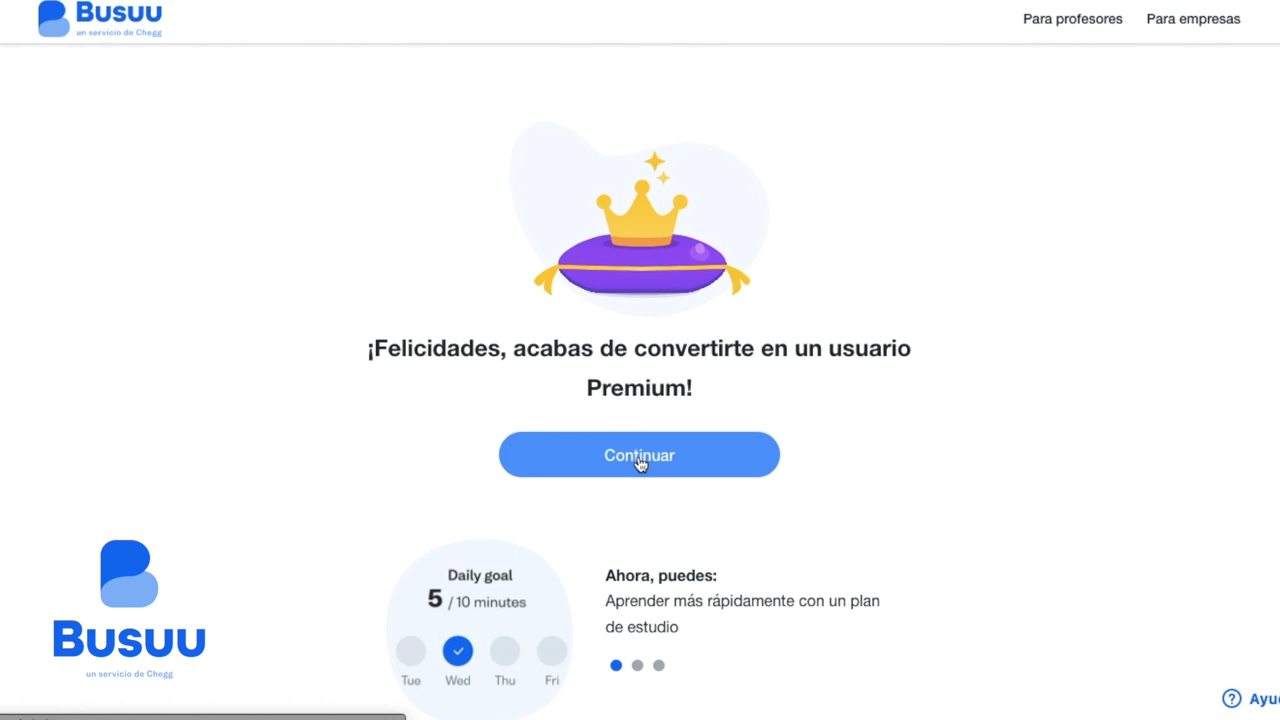 Busuu
un servicio de Chegg
Para profesores
Para empresas
¡Felicidades, acabas de convertirte en un usuario
Premium!
Continuar
Daily goal
5 / 10 minutes
Tue Wed Thu Fri
Ahora, puedes:
Aprender más rápidamente con un plan
de estudio
Busuu
un servicio de Chegg